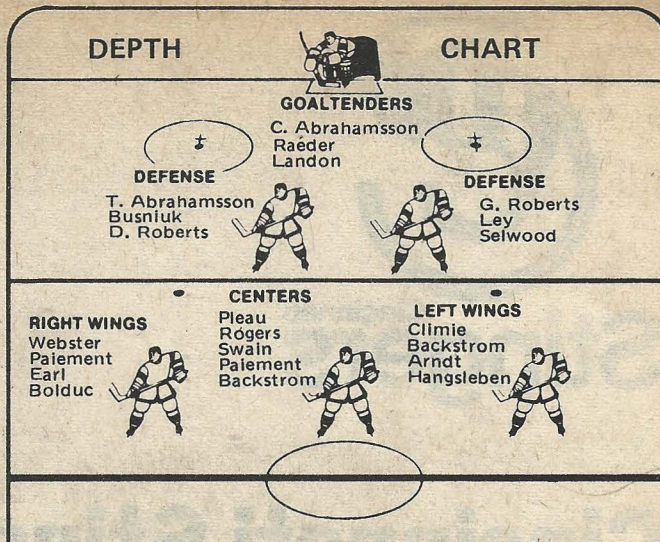 DEPTH CHART
GOALTENDERS
C. Abrahamsson
Raeder
Landon
DEFENSE
T. Abrahamsson
Busniuk
D. Roberts
DEFENSE
G. Roberts
Ley
Selwood
RIGHT WINGS
Webster
Paiement
Earl
Bolduc
CENTERS
Pleau
Rogers
Swain
Paiement
Backstrom
LEFT WINGS
Climie
Backstrom
Arndt
Hangsleben